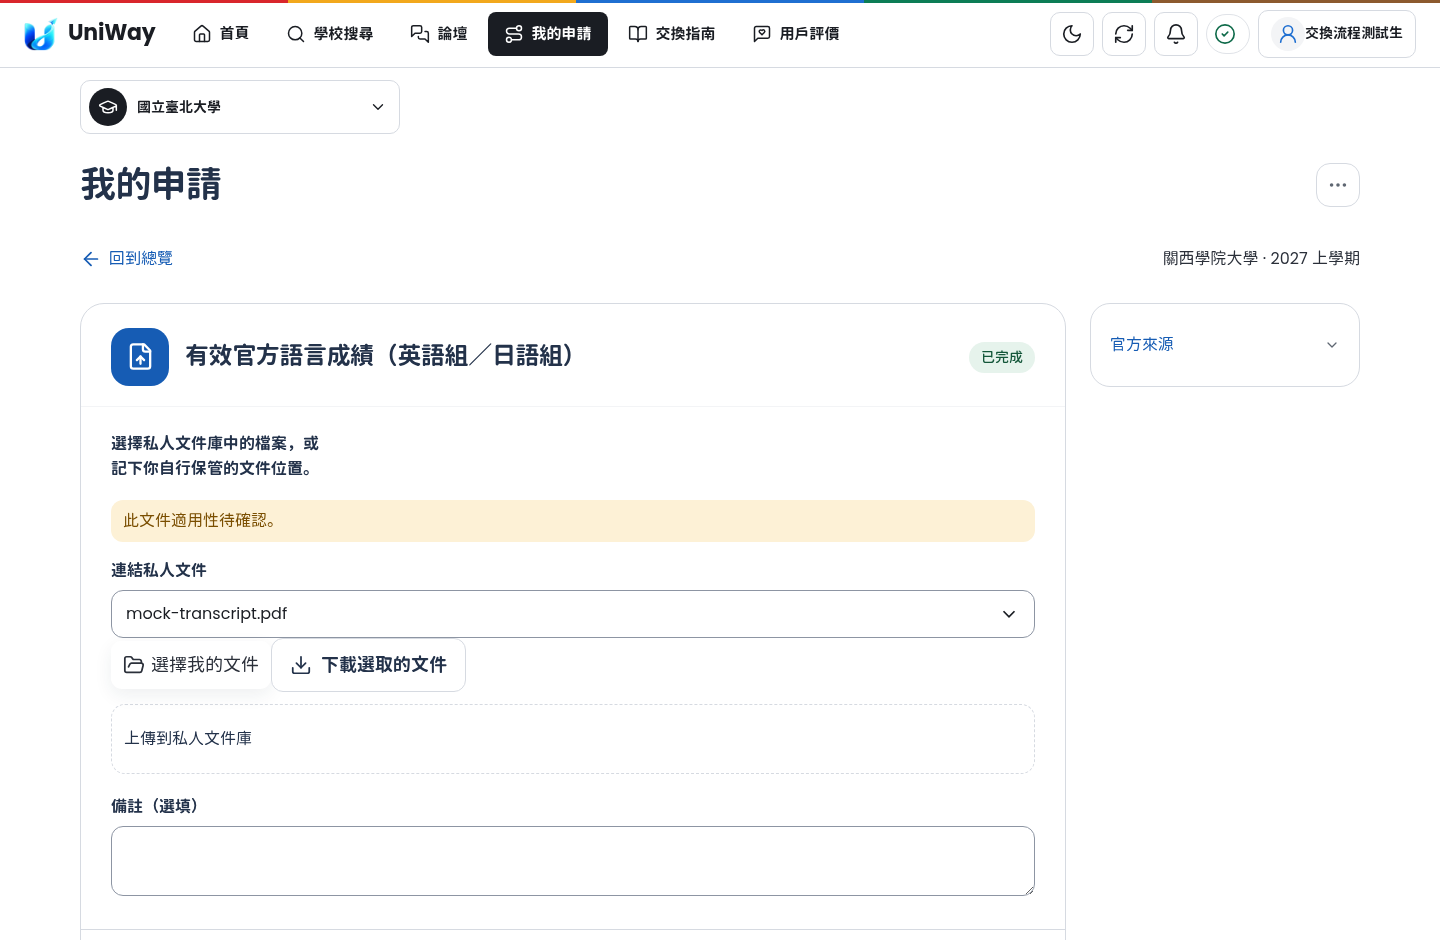 UniWay
首頁
學校搜尋
論壇
我的申請
交換指南
用戶評價
交換流程測試生
國立臺北大學
我的申請
回到總覽
關西學院大學 · 2027 上學期
有效官方語言成績（英語組／日語組）
已完成
官方來源
選擇私人文件庫中的檔案，或
記下你自行保管的文件位置。
此文件適用性待確認。
連結私人文件
mock-transcript.pdf
選擇我的文件
下載選取的文件
上傳到私人文件庫
備註（選填）